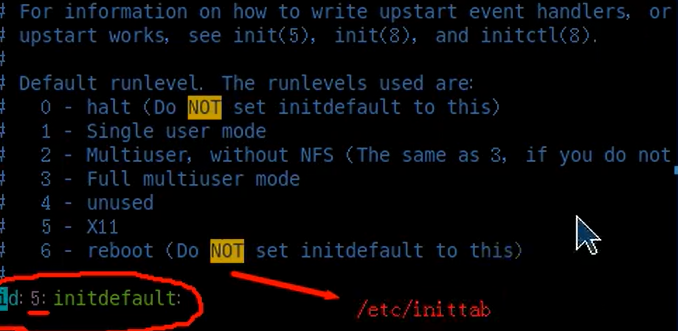 # For information on how to write upstart event handlers, or
# upstart works, see init(5), init(8), and initctl(8).
#
# Default runlevel. The runlevels used are:
#   0 - halt (Do NOT set initdefault to this)
#   1 - Single user mode
#   2 - Multiuser, without NFS (The same as 3, if you do not
#   3 - Full multiuser mode
#   4 - unused
#   5 - X11
#   6 - reboot (Do NOT set initdefault to this)
#
id:5:initdefault:
/etc/inittab